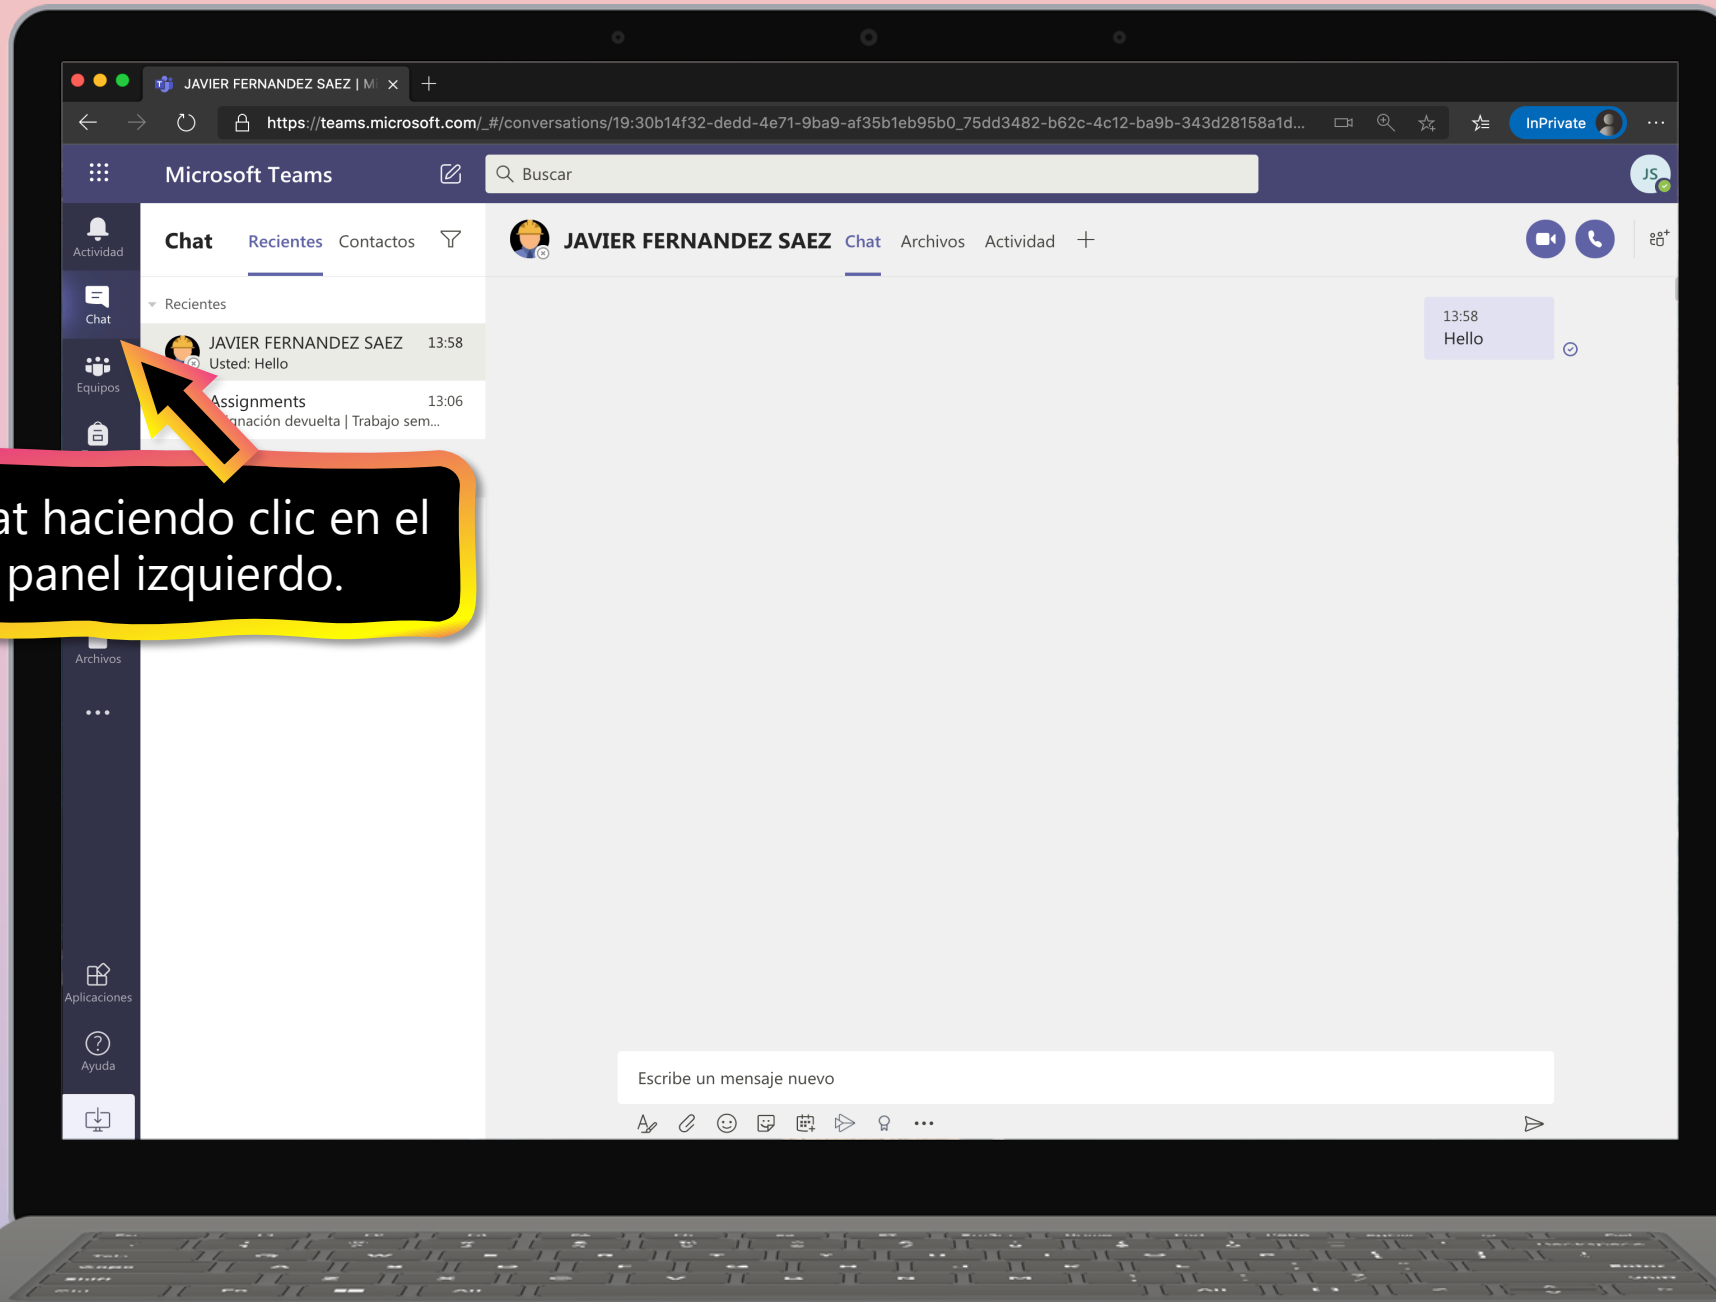 JAVIER FERNANDEZ SAEZ | Mi
https://teams.microsoft.com/_#/conversations/19:30b14f32-dedd-4e71-9ba9-af35b1eb95b0_75dd3482-b62c-4c12-ba9b-343d28158a1d...
InPrivate
Microsoft Teams
Buscar
JS
Actividad
Chat
Equipos
Archivos
Aplicaciones
Ayuda
Chat Recientes Contactos
Recientes
JAVIER FERNANDEZ SAEZ 13:58
Usted: Hello
Assignments 13:06
gnación devuelta | Trabajo sem...
at haciendo clic en el
panel izquierdo.
JAVIER FERNANDEZ SAEZ Chat Archivos Actividad
13:58
Hello
Escribe un mensaje nuevo